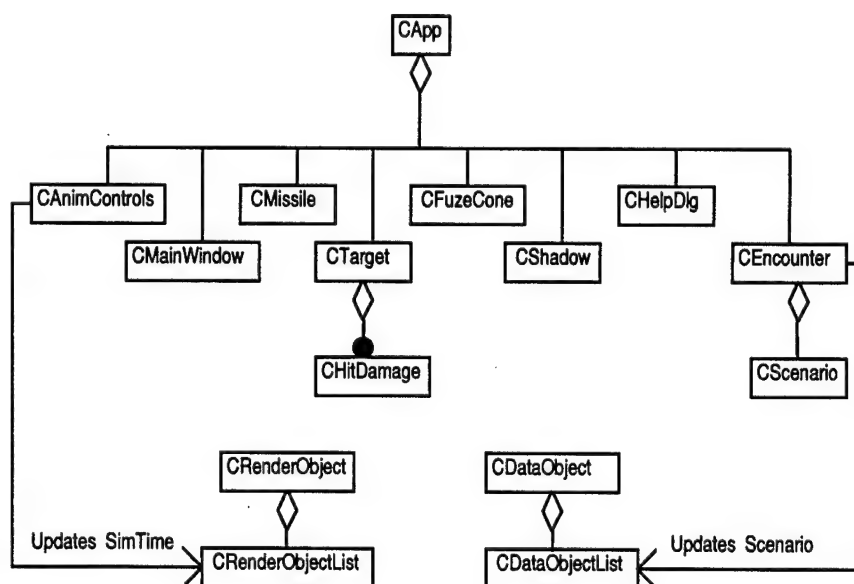 CApp
CAnimControls
CMissile
CFuzeCone
CHelpDlg
CMainWindow
CTarget
CShadow
CEncounter
CHitDamage
CScenario
CRenderObject
CDataObject
Updates SimTime
CRenderObjectList
CDataObjectList
Updates Scenario